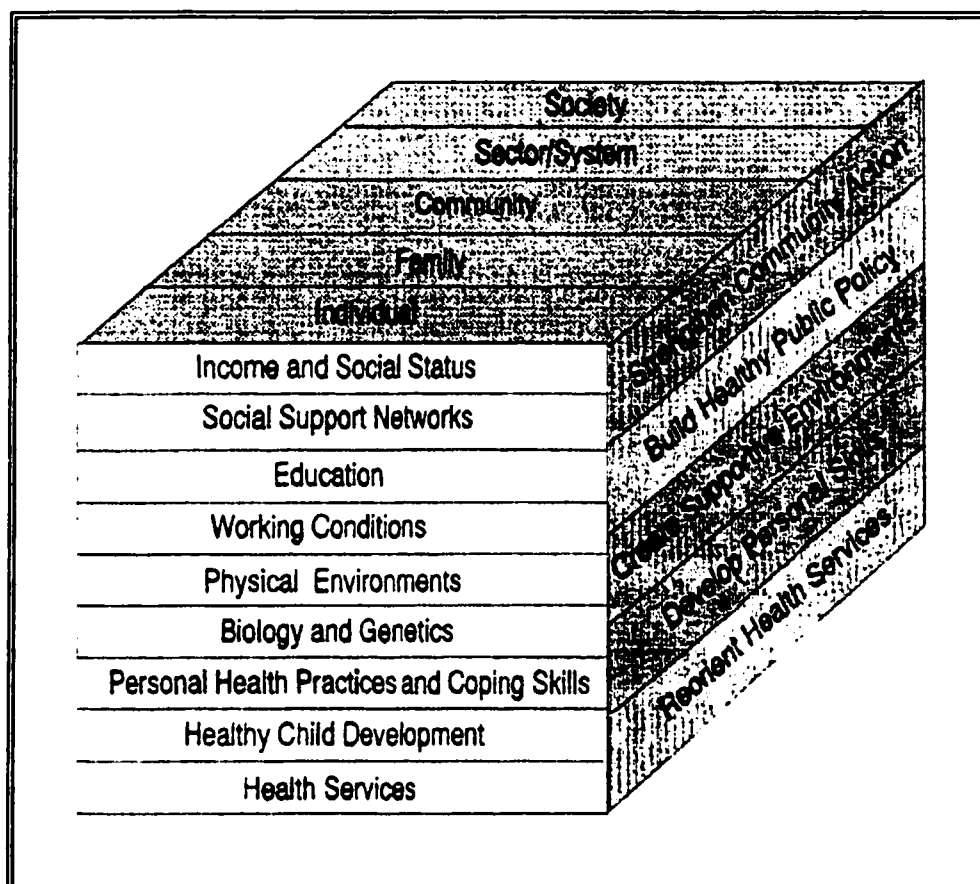 Society
Sector/System
Community
Family
Individual
Income and Social Status
Social Support Networks
Education
Working Conditions
Physical Environments
Biology and Genetics
Personal Health Practices and Coping Skills
Healthy Child Development
Health Services
Strengthen Community Action
Build Healthy Public Policy
Create Supportive Environments
Develop Personal Skills
Reorient Health Services